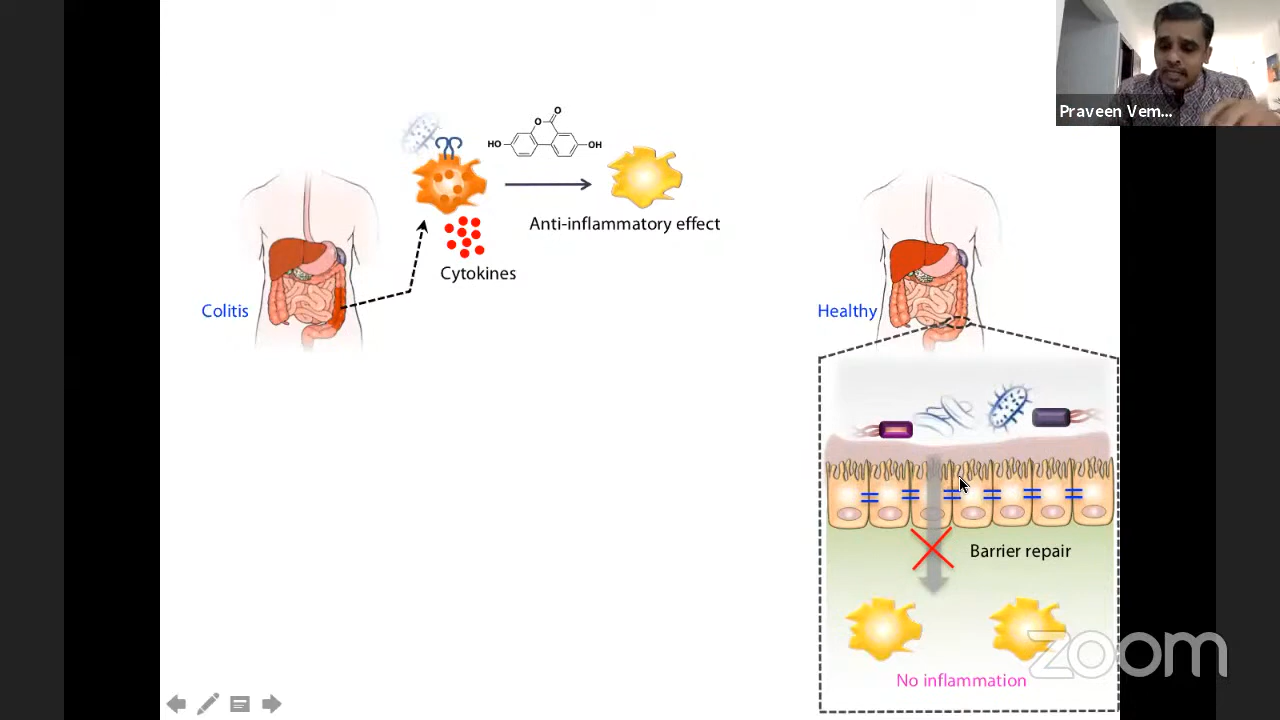 Praveen Vem...
O
O
HO
OH
Anti-inflammatory effect
Cytokines
Colitis
Healthy
Barrier repair
No inflammation
zoom